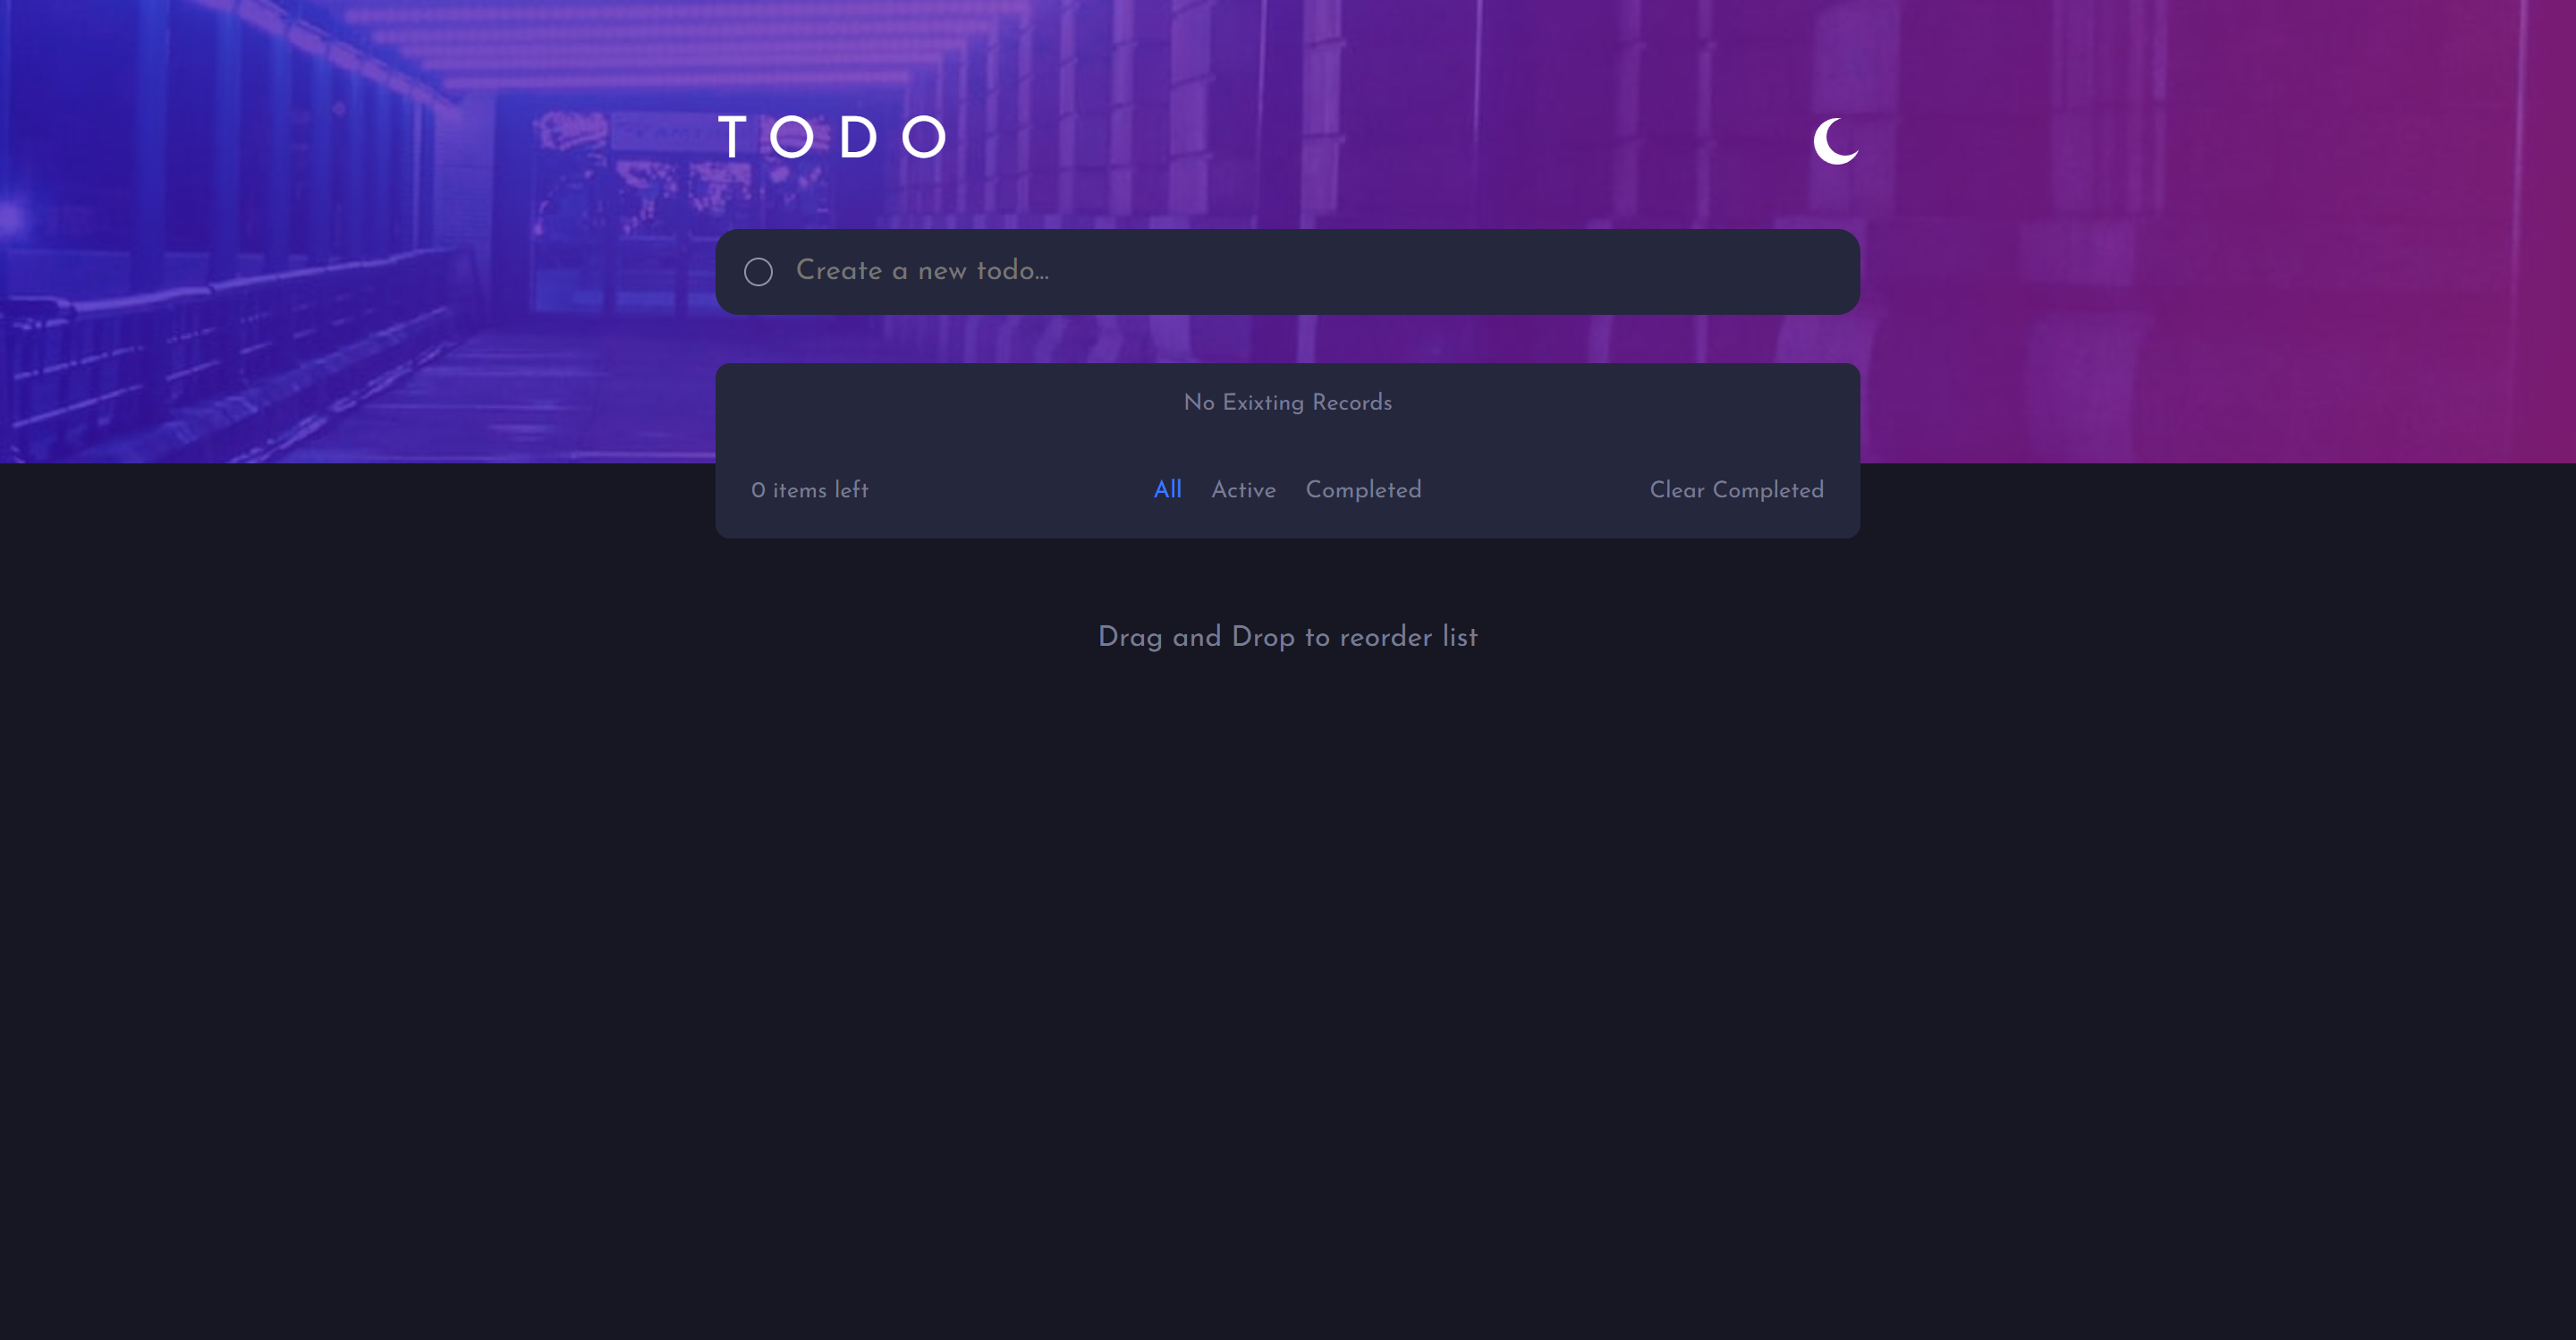 TODO
Create a new todo...
No Exixting Records
0 items left
All Active Completed
Clear Completed
Drag and Drop to reorder list